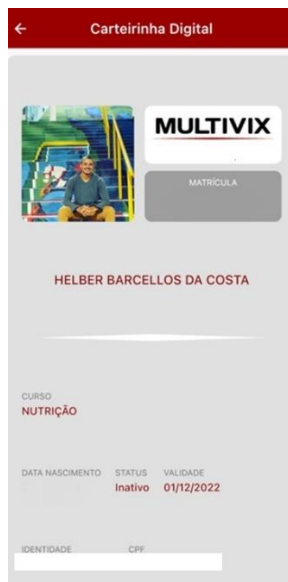 Carteirinha Digital
MULTIVIX
MATRÍCULA
HELBER BARCELLOS DA COSTA
CURSO
NUTRIÇÃO
DATA NASCIMENTO STATUS VALIDADE
Inativo 01/12/2022
IDENTIDADE CPF